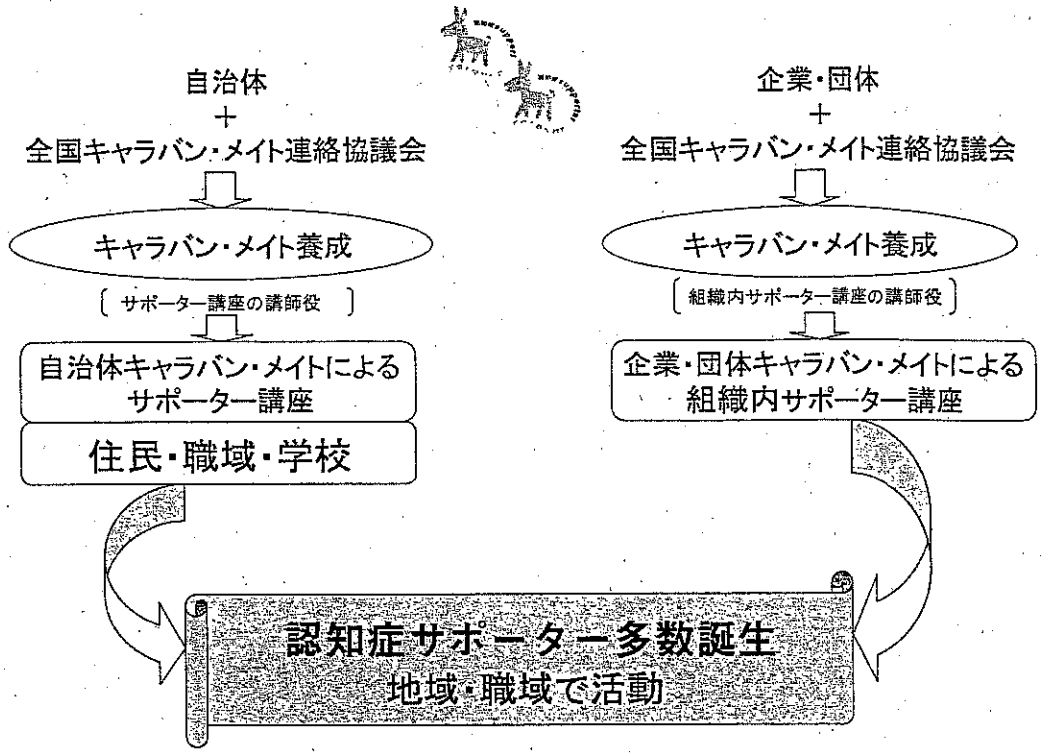 自治体
+
全国キャラバン・メイト連絡協議会
キャラバン・メイト養成
〔 サポーター講座の講師役 〕
自治体キャラバン・メイトによる
サポーター講座
住民・職域・学校
企業・団体
+
全国キャラバン・メイト連絡協議会
キャラバン・メイト養成
〔 組織内サポーター講座の講師役 〕
企業・団体キャラバン・メイトによる
組織内サポーター講座
認知症サポーター多数誕生
地域・職域で活動